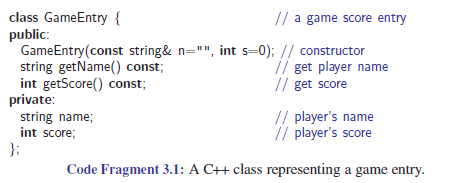 class GameEntry { // a game score entry
public:
GameEntry(const string& n="", int s=0); // constructor
string getName() const; // get player name
int getScore() const; // get score
private:
string name; // player's name
int score; // player's score
};
Code Fragment 3.1: A C++ class representing a game entry.